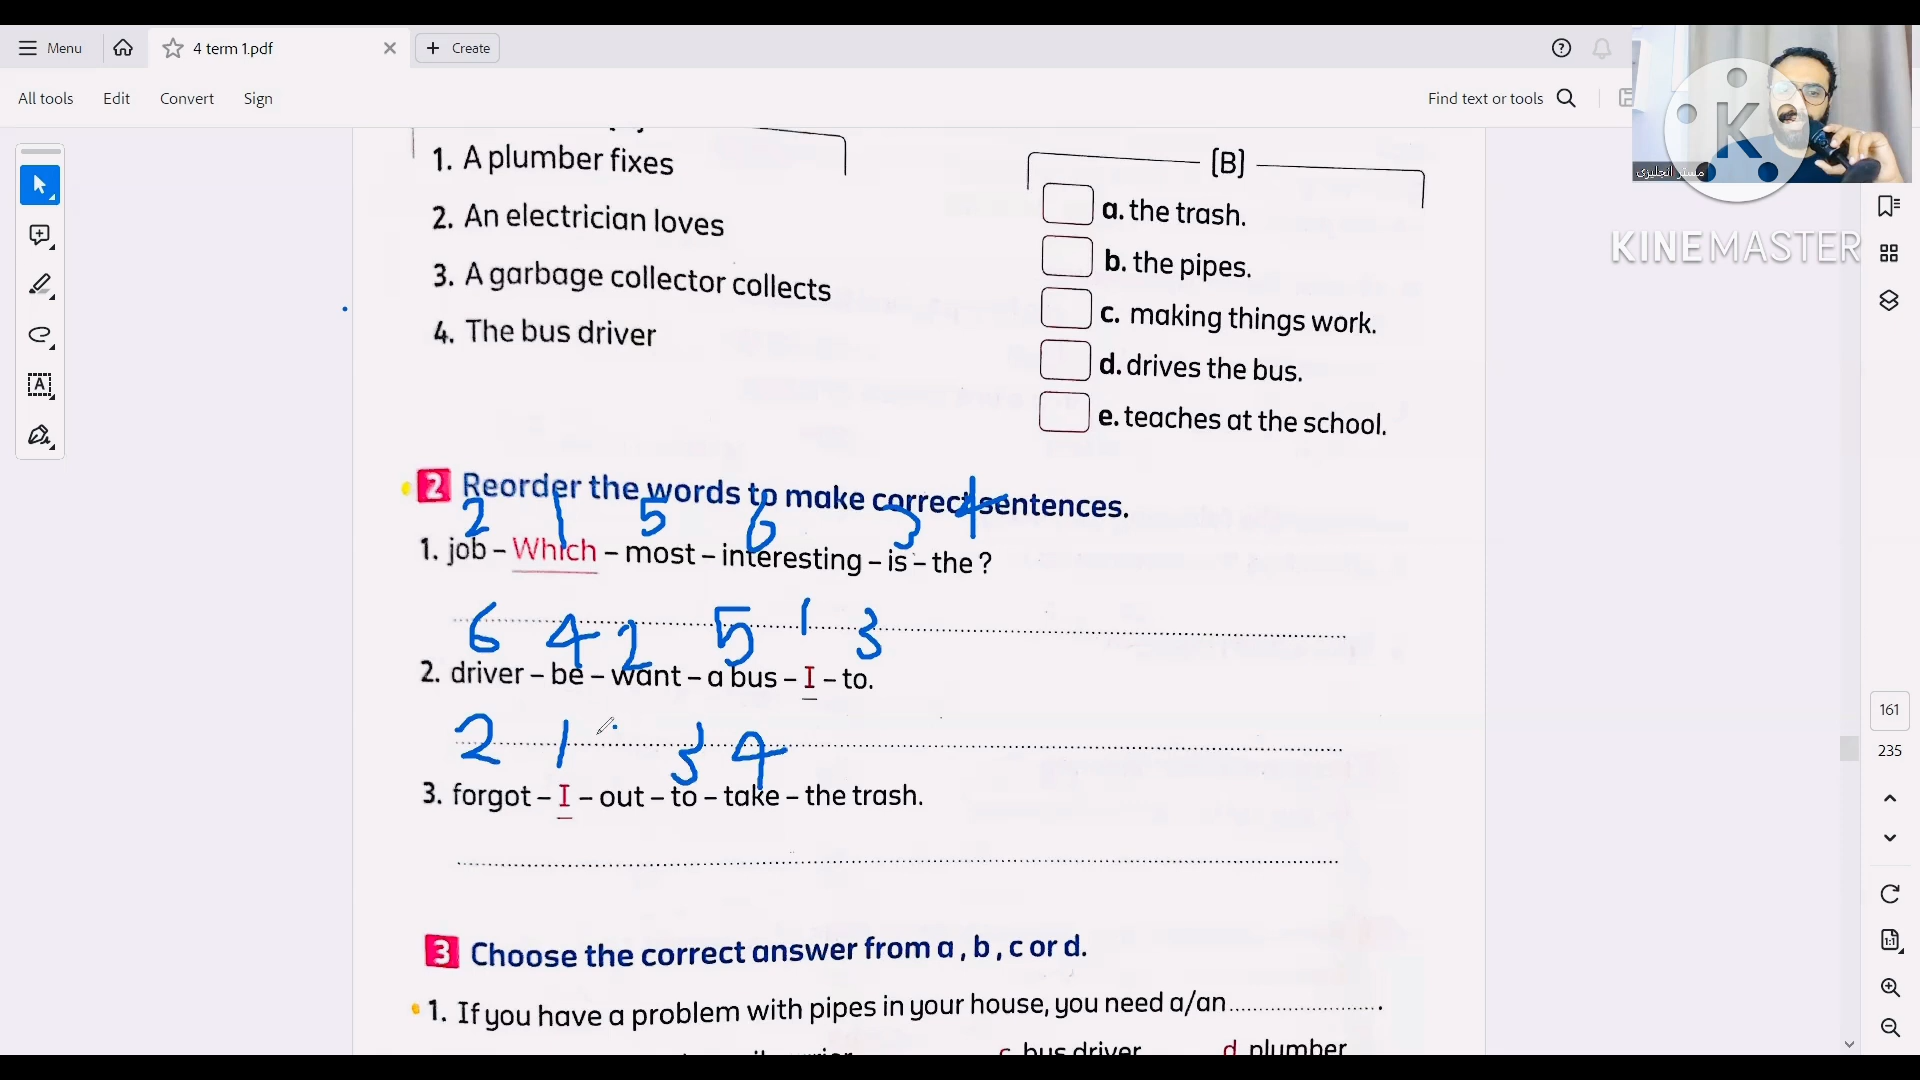 Menu
4 term 1.pdf
Create
All tools
Edit
Convert
Sign
Find text or tools
K
مستر انجليزى
KINEMASTER
1. A plumber fixes
2. An electrician loves
3. A garbage collector collects
4. The bus driver
[B]
a. the trash.
b. the pipes.
c. making things work.
d. drives the bus.
e. teaches at the school.
2 Reorder the words to make correct sentences.
2 1 5 6 3 4
1. job – Which – most – interesting – is – the ?
6 4 2 5 1 3
2. driver – be – want – a bus – I – to.
2 1 3 4
3. forgot – I – out – to – take – the trash.
3 Choose the correct answer from a , b , c or d.
1. If you have a problem with pipes in your house, you need a/an .
c. bus driver
d. plumber
161
235